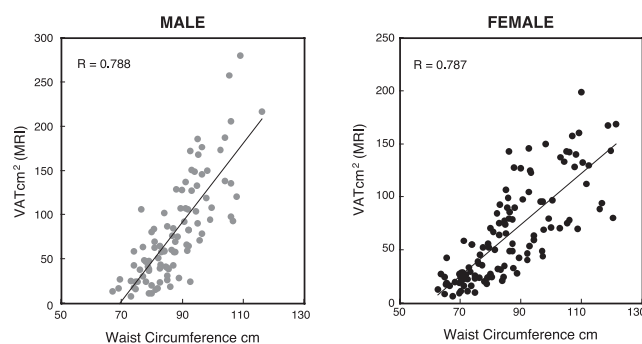 MALE
300
250
200
150
100
50
0
R = 0.788
VATcm² (MRI)
50
70
90
110
130
Waist Circumference cm
FEMALE
250
200
150
100
50
0
R = 0.787
VATcm² (MRI)
50
70
90
110
130
Waist Circumference cm